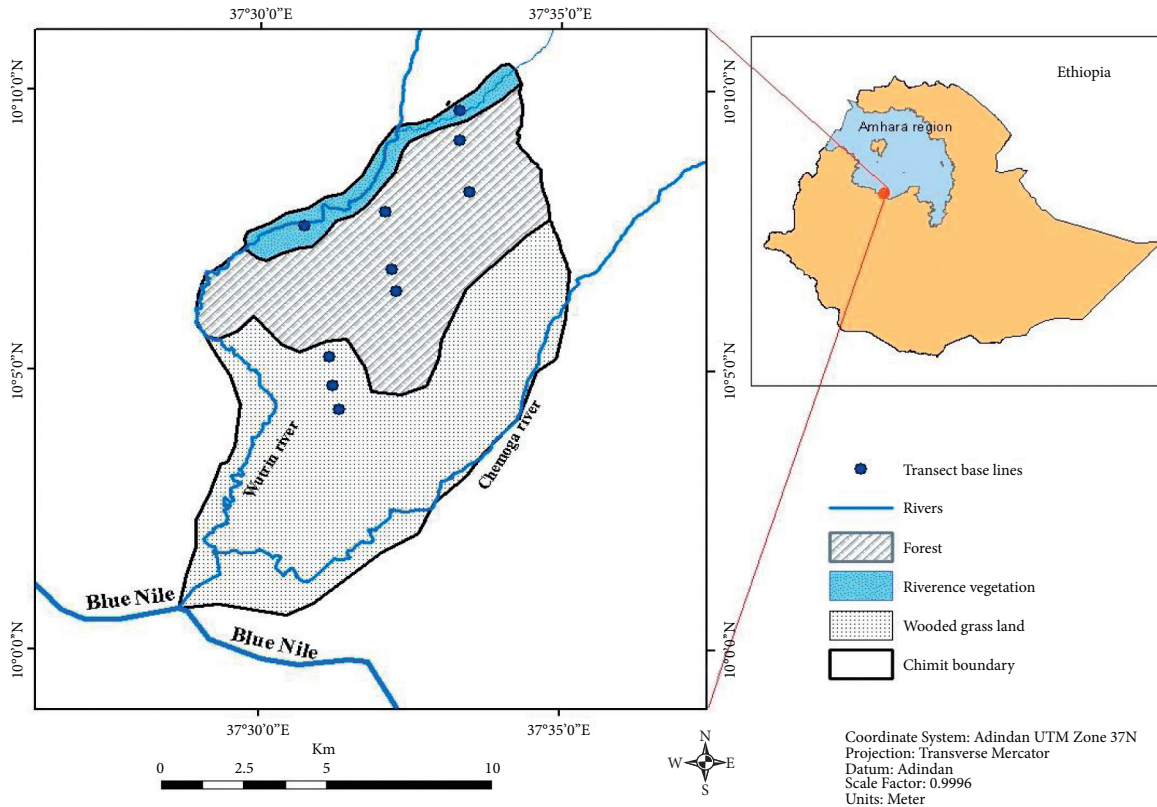 37°30′0″E
37°35′0″E
10°10′0″N
10°10′0″N
Ethiopia
Amhara region
10°5′0″N
10°5′0″N
Wutrin river
Chemoga river
Blue Nile
Blue Nile
10°0′0″N
10°0′0″N
37°30′0″E
37°35′0″E
Transect base lines
Rivers
Forest
Riverence vegetation
Wooded grass land
Chimit boundary
Km
0 2.5 5 10
N
W E
S
Coordinate System: Adindan UTM Zone 37N
Projection: Transverse Mercator
Datum: Adindan
Scale Factor: 0.9996
Units: Meter